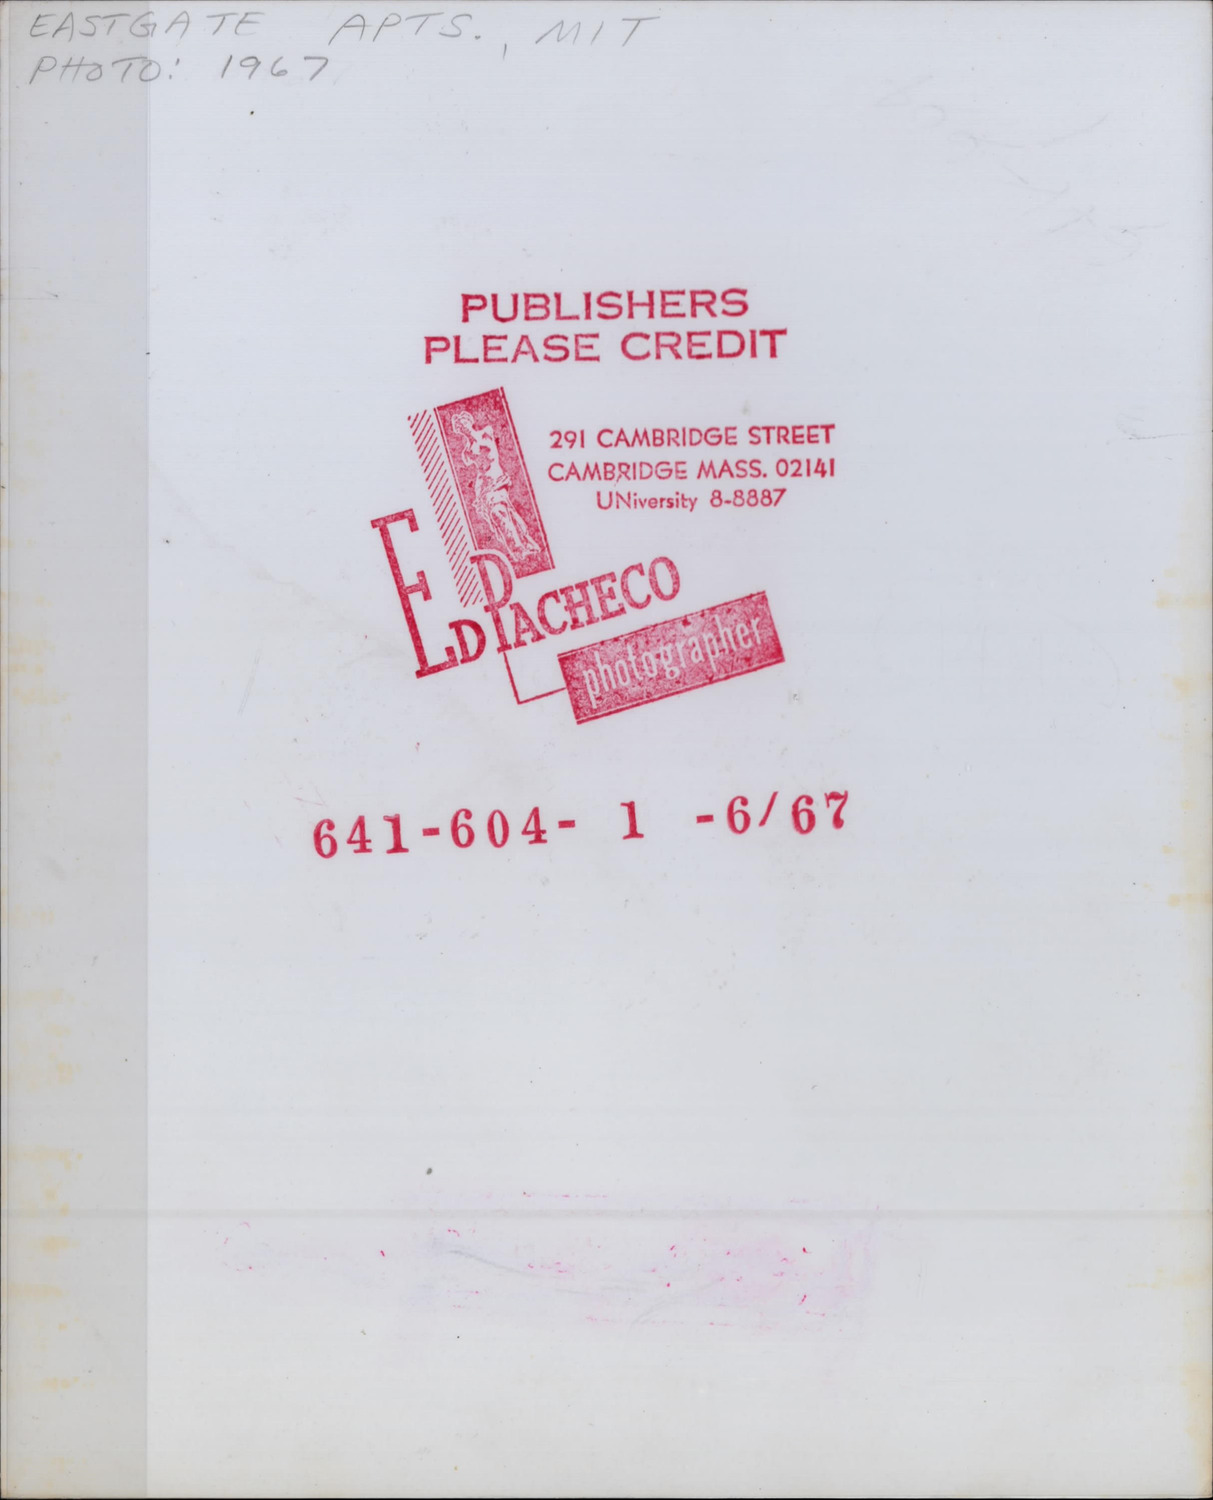 EASTGATE APTS., MIT
PHOTO: 1967
PUBLISHERS
PLEASE CREDIT
291 CAMBRIDGE STREET
CAMBRIDGE MASS. 02141
UNiversity 8-8887
ED PACHECO
photographer
641-604- 1 -6/67